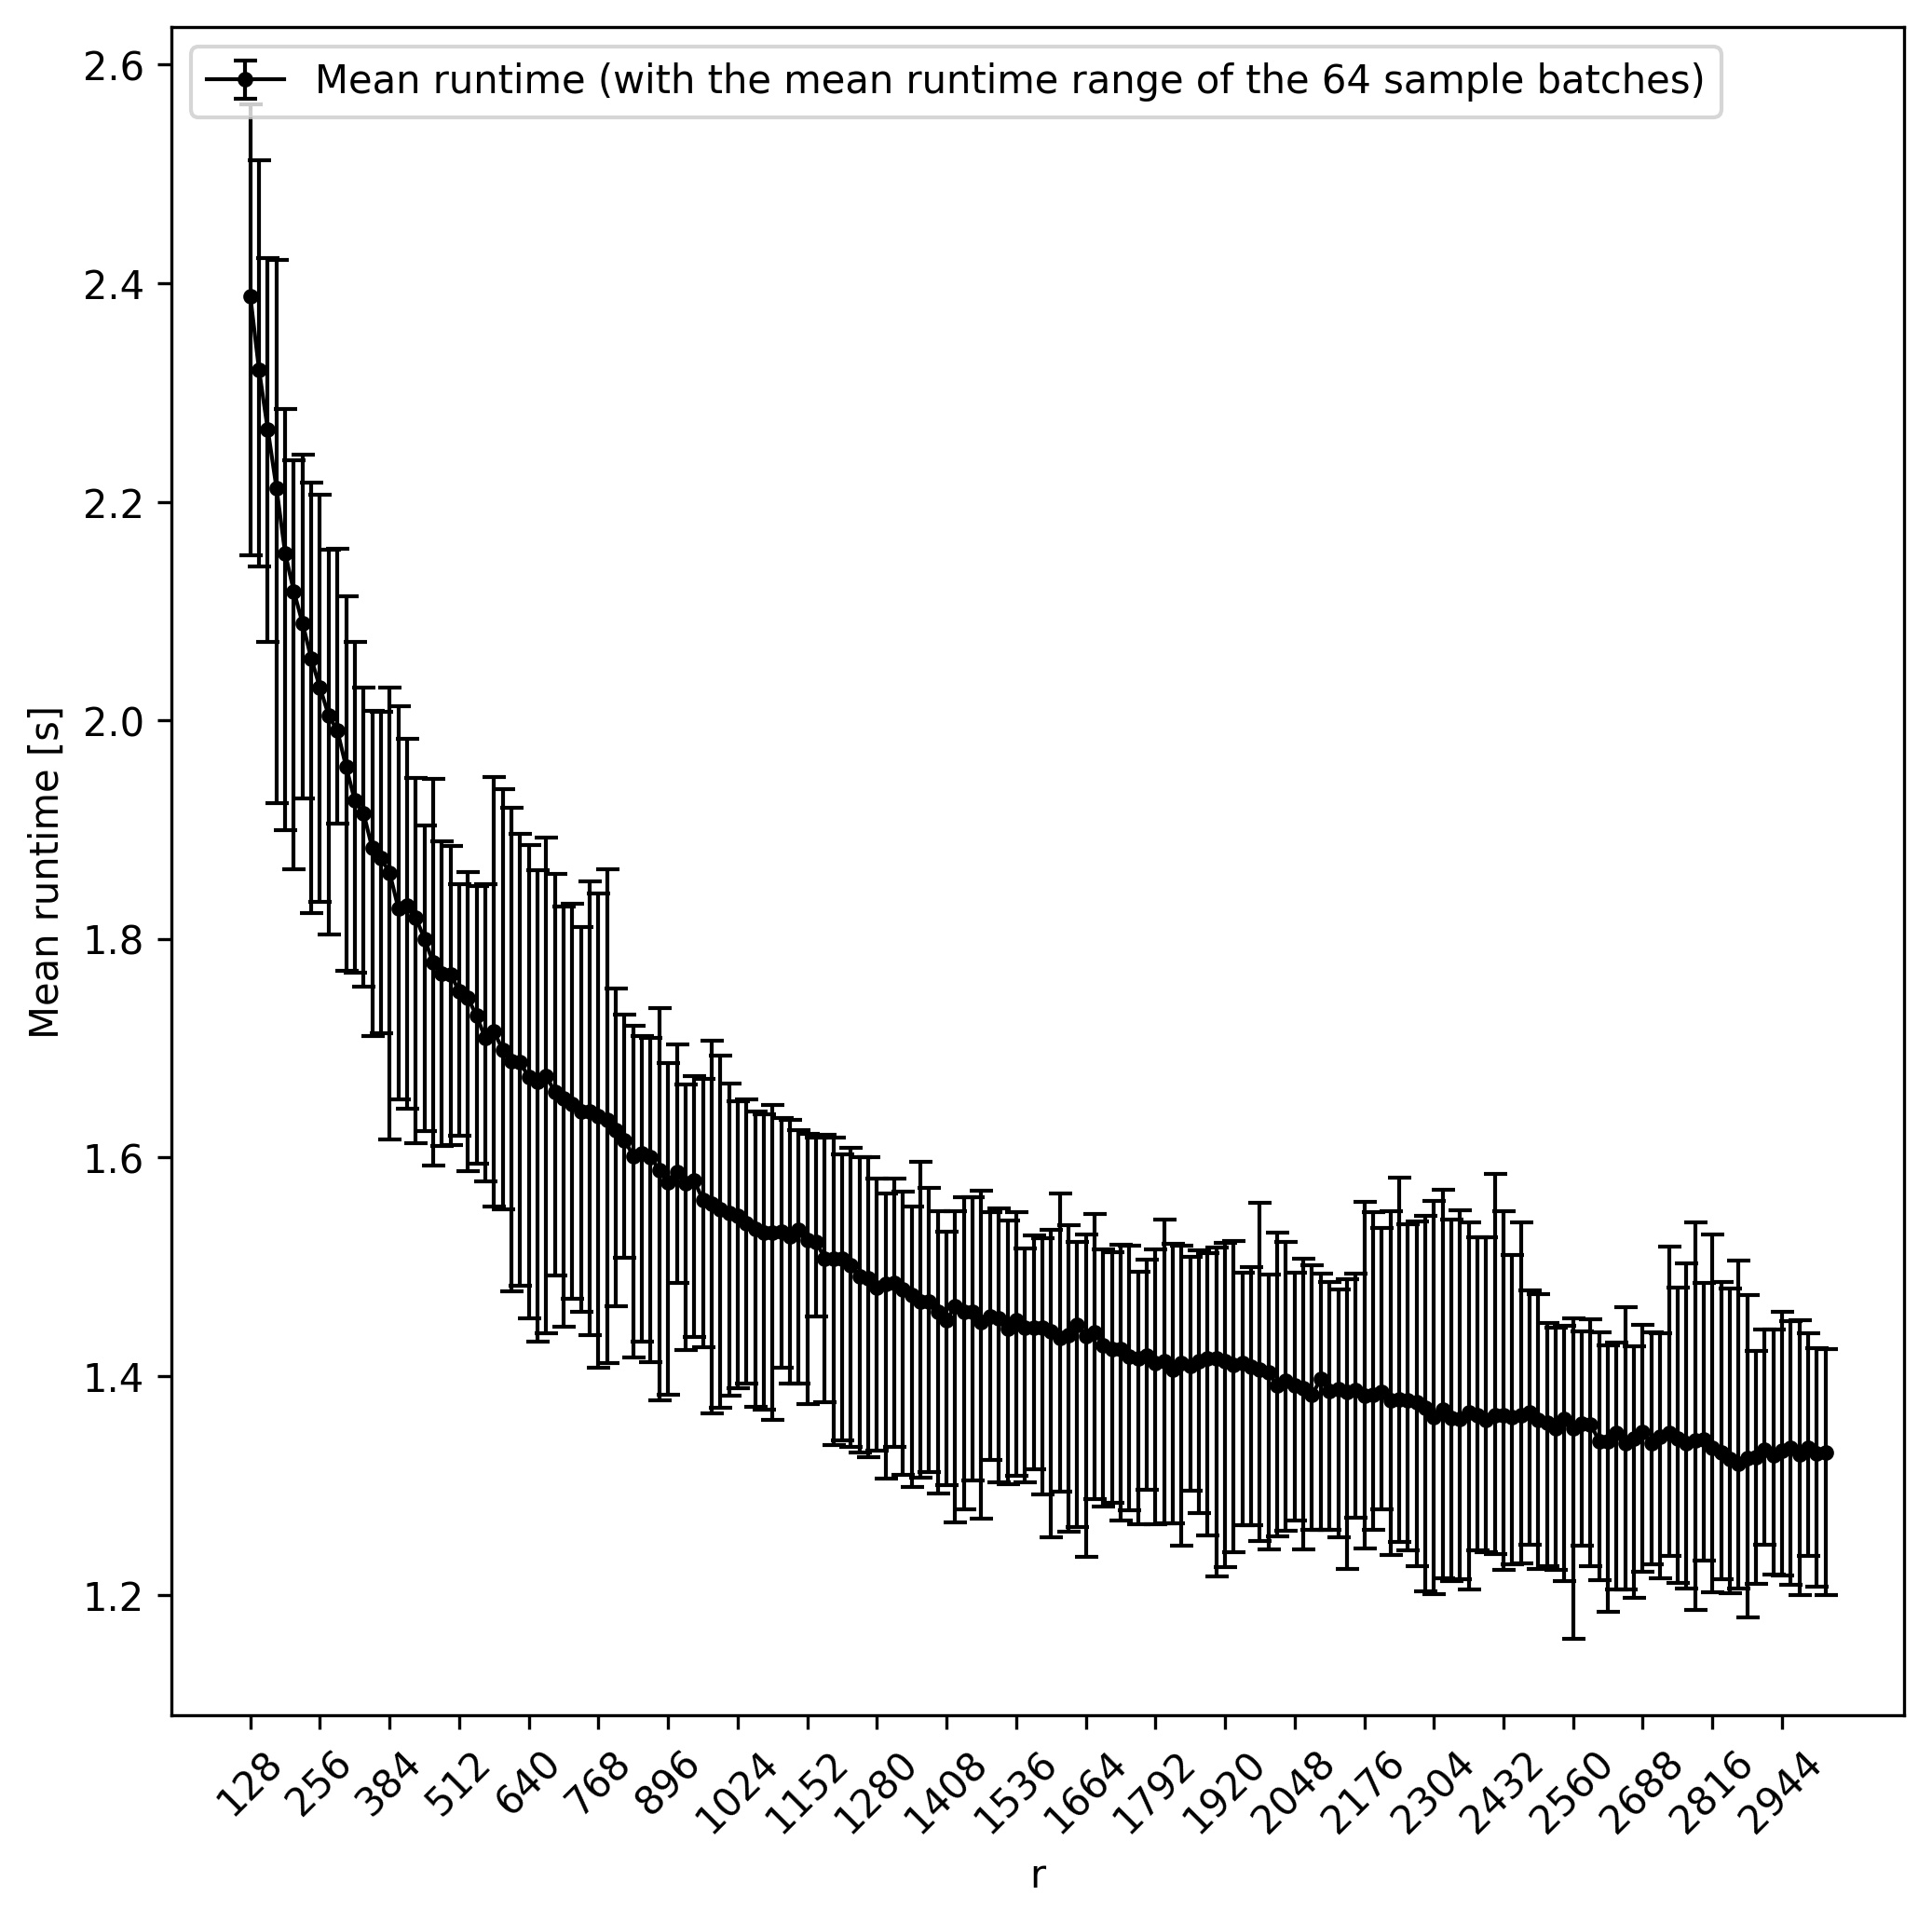 Mean runtime (with the mean runtime range of the 64 sample batches)
2.6
2.4
2.2
2.0
1.8
1.6
1.4
1.2
Mean runtime [s]
128 256 384 512 640 768 896 1024 1152 1280 1408 1536 1664 1792 1920 2048 2176 2304 2432 2560 2688 2816 2944
r